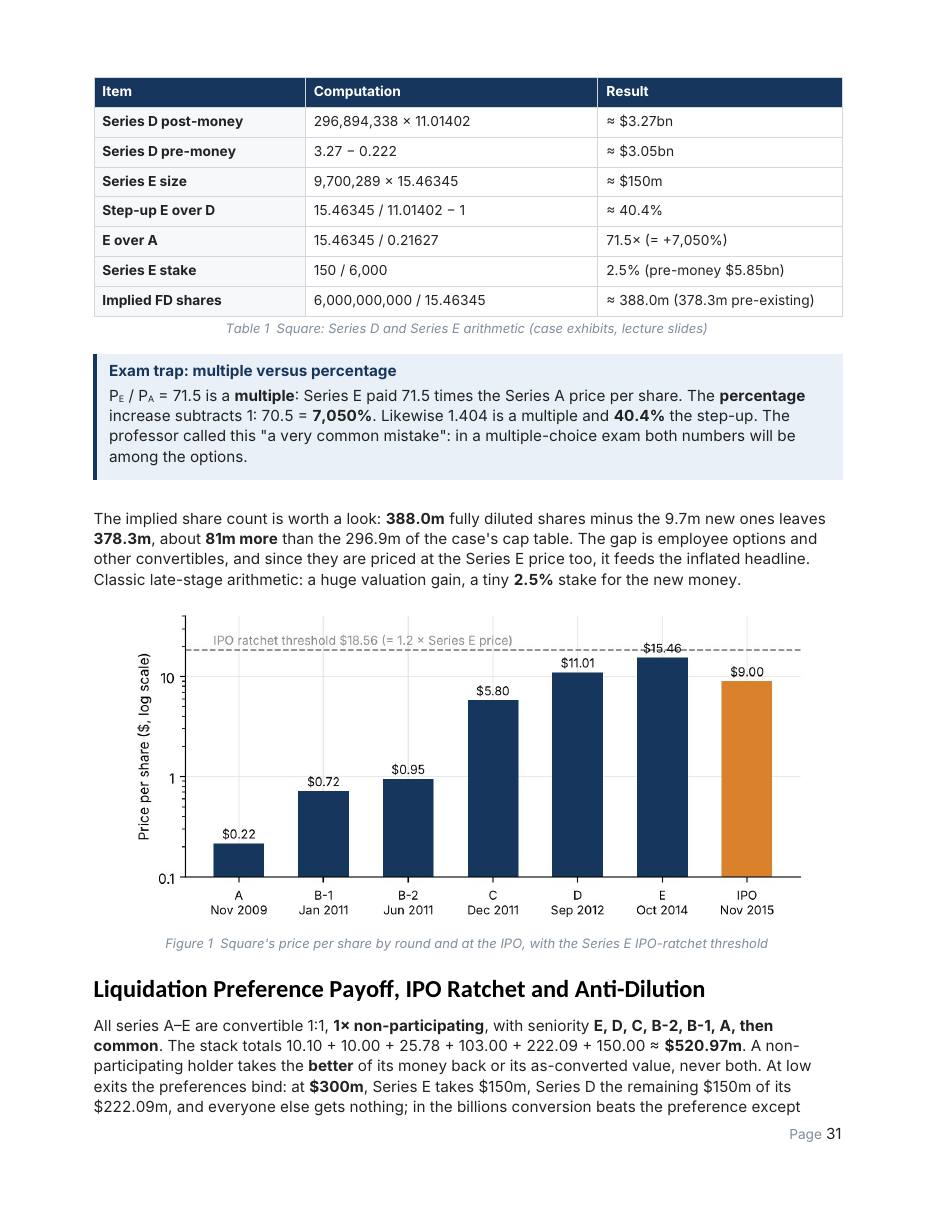 Item Computation Result
Series D post-money 296,894,338 × 11.01402 ≈ $3.27bn
Series D pre-money 3.27 − 0.222 ≈ $3.05bn
Series E size 9,700,289 × 15.46345 ≈ $150m
Step-up E over D 15.46345 / 11.01402 − 1 ≈ 40.4%
E over A 15.46345 / 0.21627 71.5× (= +7,050%)
Series E stake 150 / 6,000 2.5% (pre-money $5.85bn)
Implied FD shares 6,000,000,000 / 15.46345 ≈ 388.0m (378.3m pre-existing)
Table 1 Square: Series D and Series E arithmetic (case exhibits, lecture slides)
Exam trap: multiple versus percentage
PE / PA = 71.5 is a multiple: Series E paid 71.5 times the Series A price per share. The percentage
increase subtracts 1: 70.5 = 7,050%. Likewise 1.404 is a multiple and 40.4% the step-up. The
professor called this "a very common mistake": in a multiple-choice exam both numbers will be
among the options.
The implied share count is worth a look: 388.0m fully diluted shares minus the 9.7m new ones leaves
378.3m, about 81m more than the 296.9m of the case's cap table. The gap is employee options and
other convertibles, and since they are priced at the Series E price too, it feeds the inflated headline.
Classic late-stage arithmetic: a huge valuation gain, a tiny 2.5% stake for the new money.
Price per share ($, log scale)
IPO ratchet threshold $18.56 (= 1.2 × Series E price)
10
1
0.1
$0.22
$0.72
$0.95
$5.80
$11.01
$15.46
$9.00
A B-1 B-2 C D E IPO
Nov 2009 Jan 2011 Jun 2011 Dec 2011 Sep 2012 Oct 2014 Nov 2015
Figure 1 Square's price per share by round and at the IPO, with the Series E IPO-ratchet threshold
Liquidation Preference Payoff, IPO Ratchet and Anti-Dilution
All series A–E are convertible 1:1, 1× non-participating, with seniority E, D, C, B-2, B-1, A, then
common. The stack totals 10.10 + 10.00 + 25.78 + 103.00 + 222.09 + 150.00 ≈ $520.97m. A non-
participating holder takes the better of its money back or its as-converted value, never both. At low
exits the preferences bind: at $300m, Series E takes $150m, Series D the remaining $150m of its
$222.09m, and everyone else gets nothing; in the billions conversion beats the preference except
Page 31